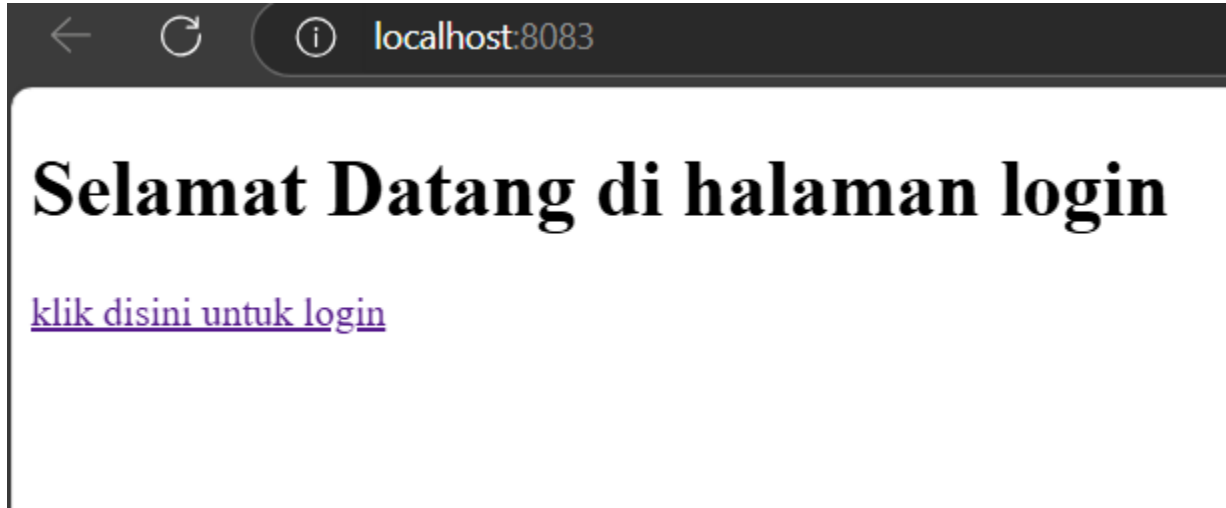 localhost:8083
Selamat Datang di halaman login
klik disini untuk login